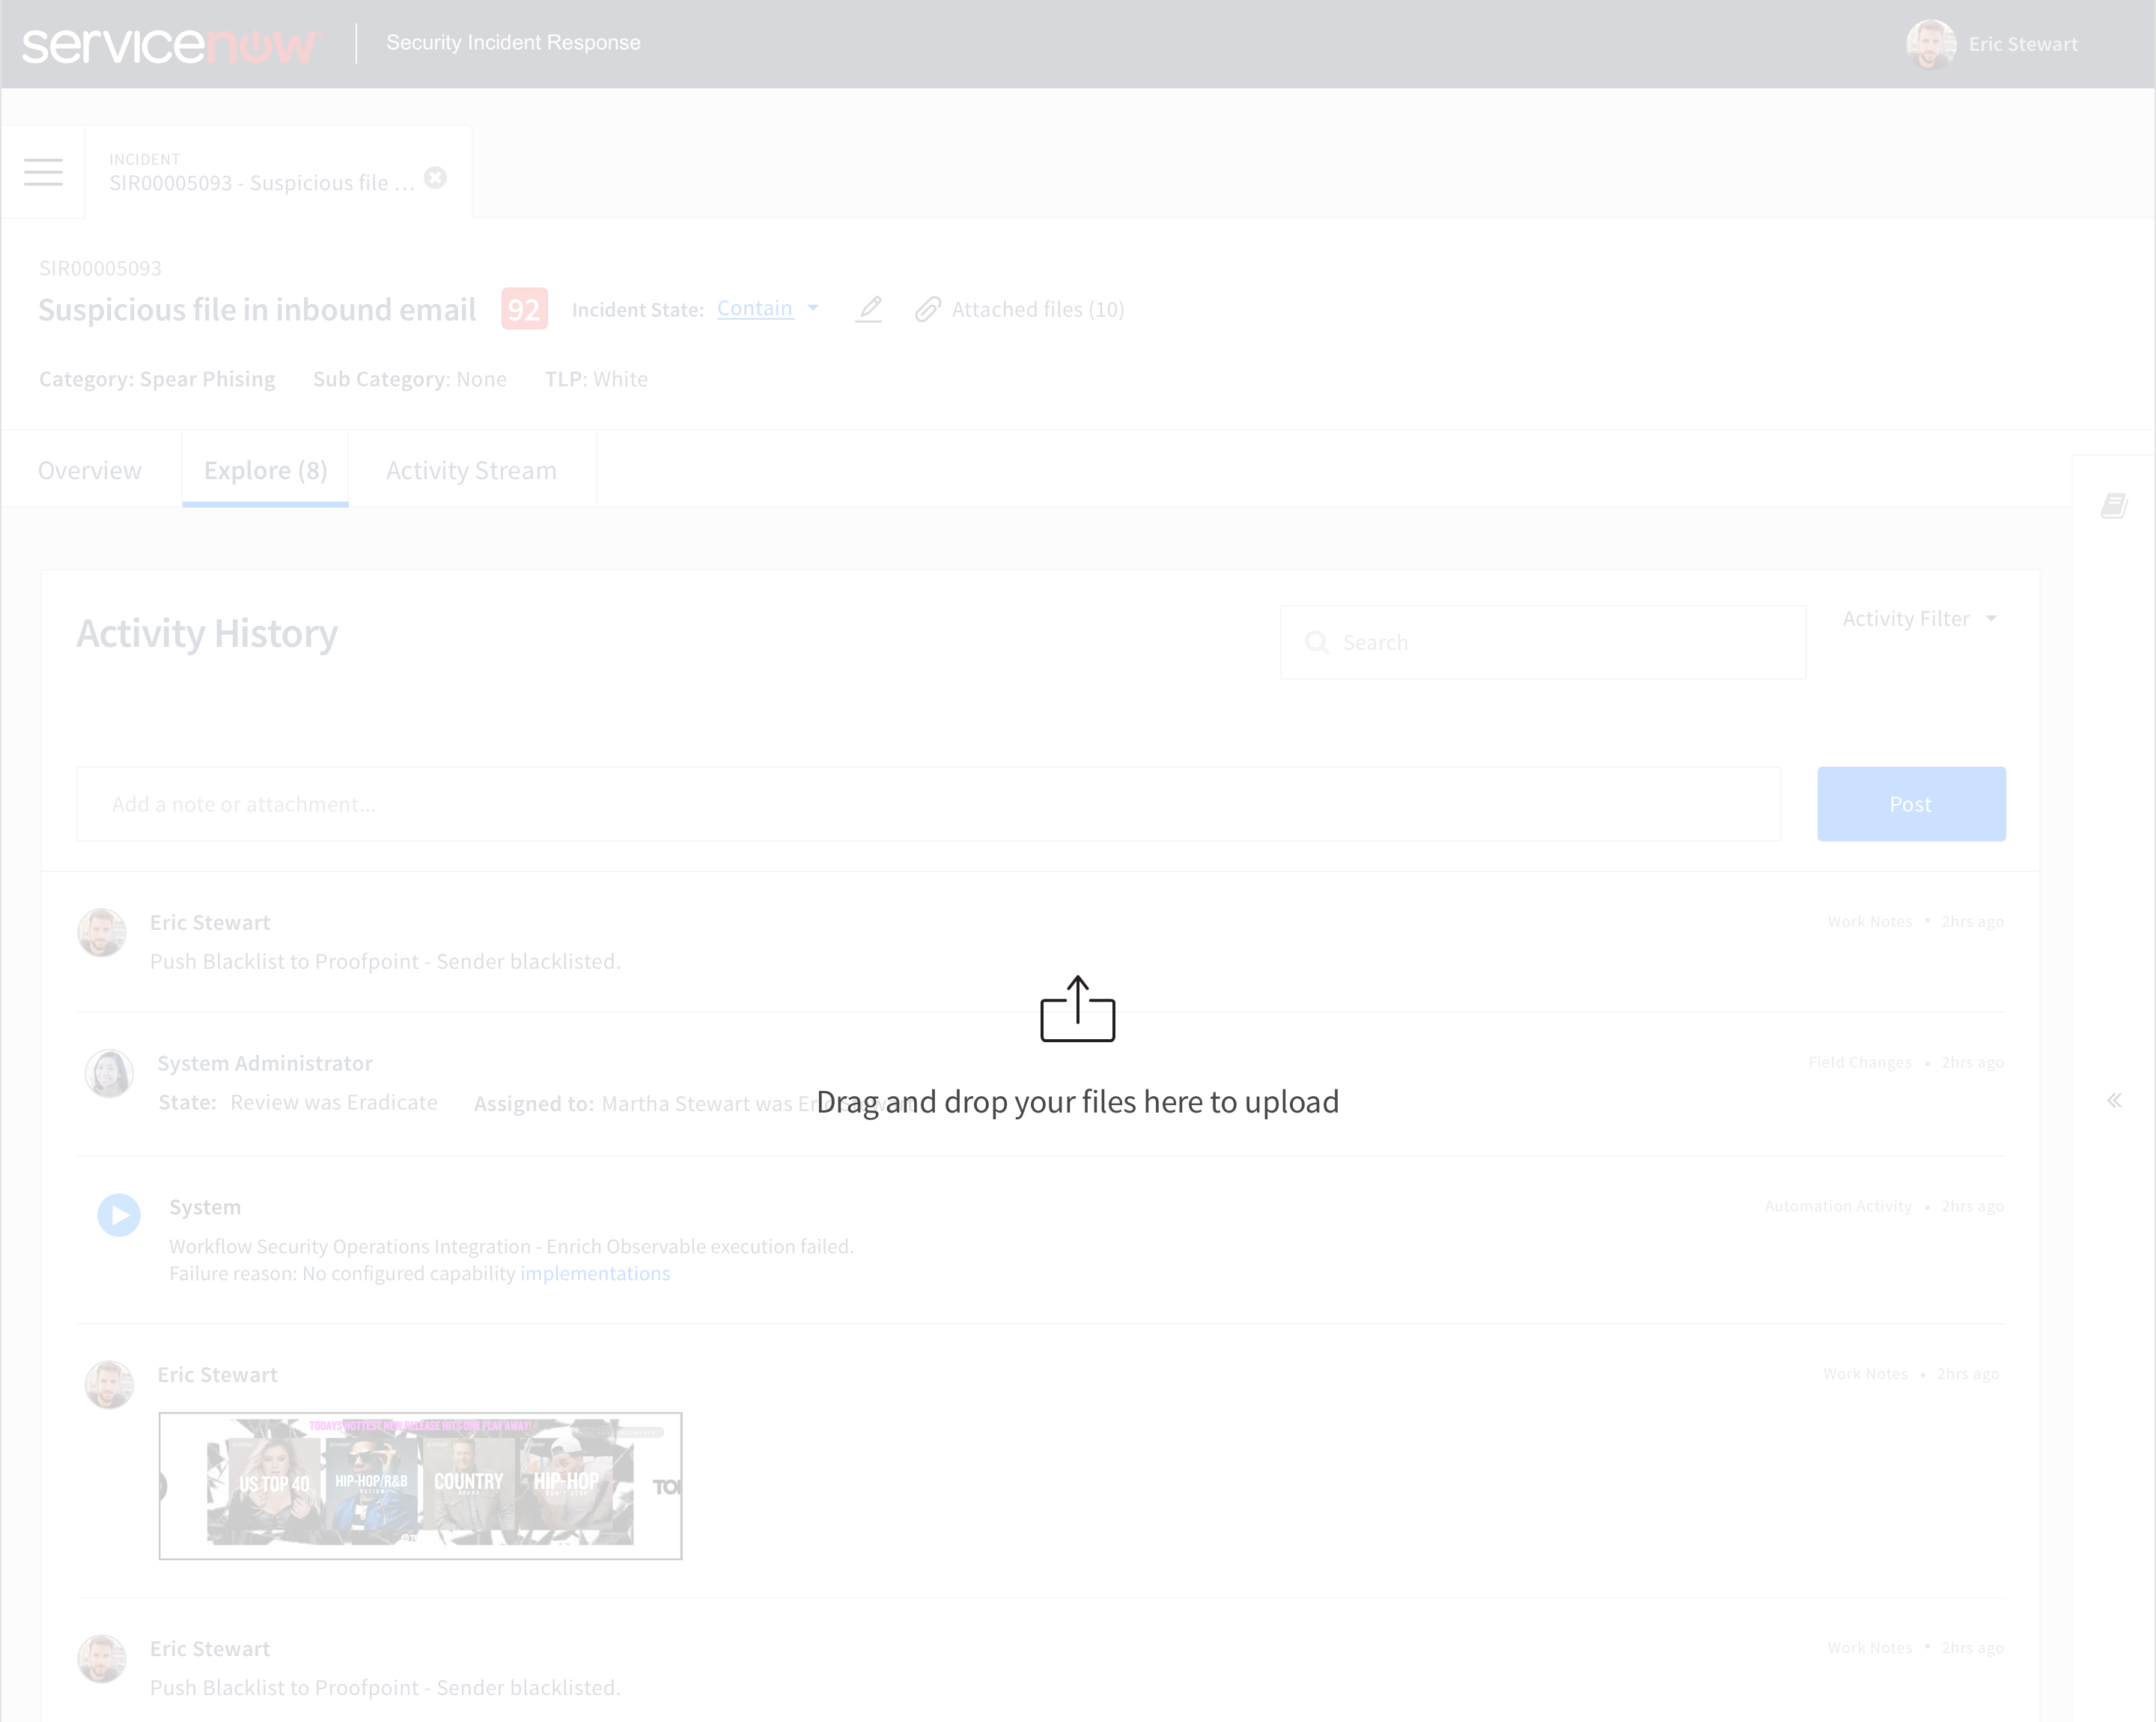 servicenow
Security Incident Response
Eric Stewart
INCIDENT
SIR00005093 - Suspicious file ...
SIR00005093
Suspicious file in inbound email
92
Incident State: Contain
Attached files (10)
Category: Spear Phising
Sub Category: None
TLP: White
Overview
Explore (8)
Activity Stream
Activity History
Search
Activity Filter
Add a note or attachment...
Post
Eric Stewart
Work Notes • 2hrs ago
Push Blacklist to Proofpoint - Sender blacklisted.
System Administrator
Field Changes • 2hrs ago
State: Review was Eradicate
Assigned to: Martha Stewart was
Drag and drop your files here to upload
System
Automation Activity • 2hrs ago
Workflow Security Operations Integration - Enrich Observable execution failed.
Failure reason: No configured capability implementations
Eric Stewart
Work Notes • 2hrs ago
TODAYS HOTTEST NEW RELEASE HITS ONE PLAY AWAY!
US TOP 40
HIP-HOP/R&B
NATION
COUNTRY
HIP-HOP
Eric Stewart
Work Notes • 2hrs ago
Push Blacklist to Proofpoint - Sender blacklisted.